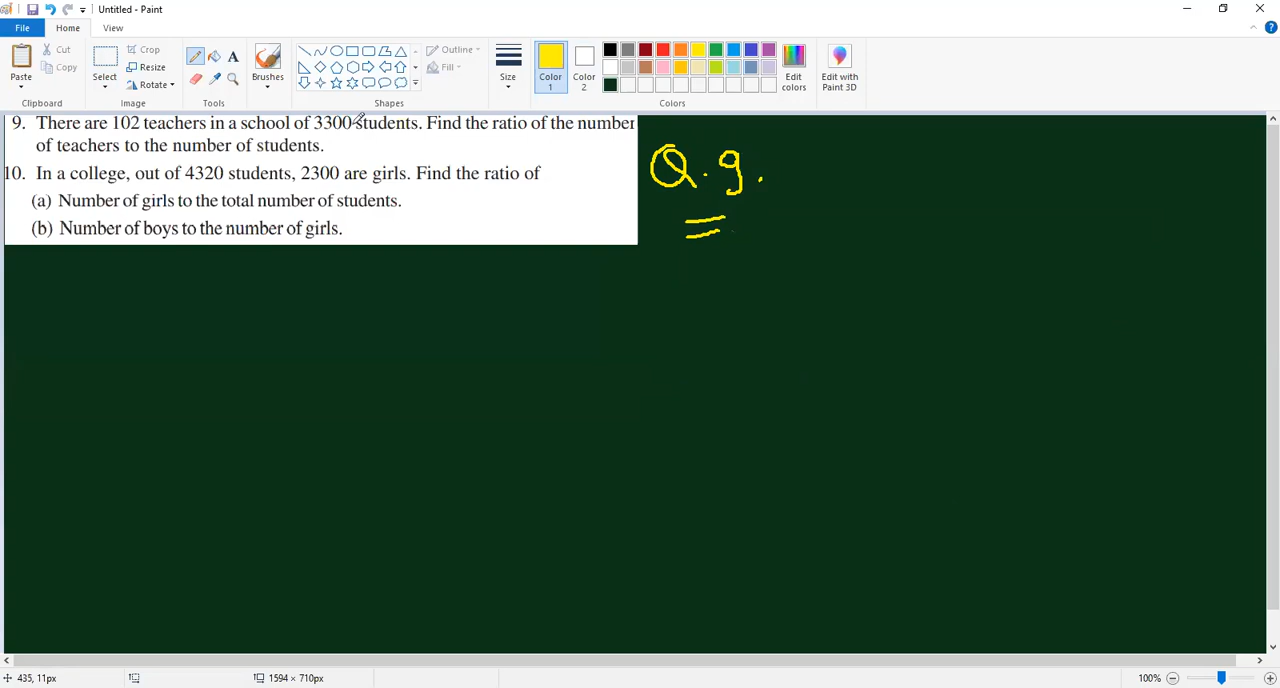 Untitled - Paint
File Home View
Paste
Cut
Copy
Clipboard
Select
Crop
Resize
Rotate
Image
Tools
Brushes
Shapes
Outline
Fill
Size
Color 1
Color 2
Edit colors
Colors
Edit with Paint 3D
9. There are 102 teachers in a school of 3300 students. Find the ratio of the number
of teachers to the number of students.
10. In a college, out of 4320 students, 2300 are girls. Find the ratio of
(a) Number of girls to the total number of students.
(b) Number of boys to the number of girls.
Q.9.
435, 11px 1594 × 710px 100%